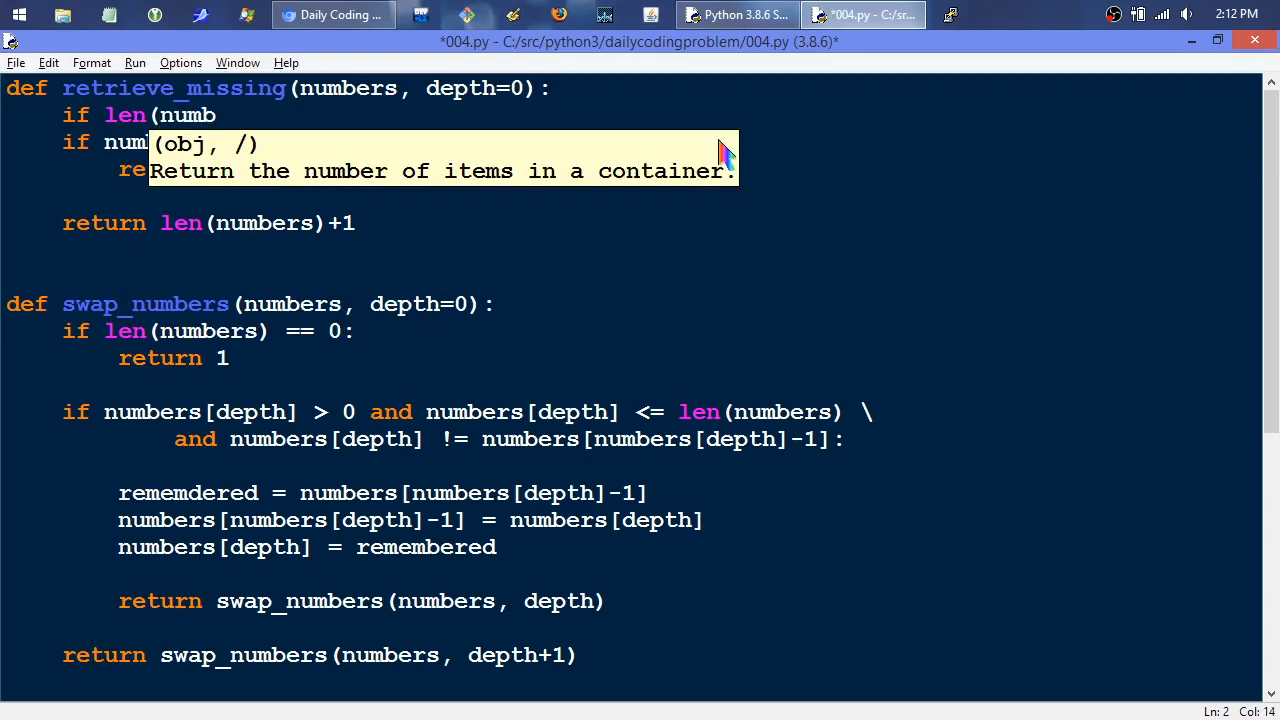 Daily Coding ...
Python 3.8.6 S...
*004.py - C:/sr...
2:12 PM
*004.py - C:/src/python3/dailycodingproblem/004.py (3.8.6)*
File Edit Format Run Options Window Help
def retrieve_missing(numbers, depth=0):
if len(numb
if num
(obj, /)
re
Return the number of items in a container.
return len(numbers)+1
def swap_numbers(numbers, depth=0):
if len(numbers) == 0:
return 1
if numbers[depth] > 0 and numbers[depth] <= len(numbers) \
and numbers[depth] != numbers[numbers[depth]-1]:
rememdered = numbers[numbers[depth]-1]
numbers[numbers[depth]-1] = numbers[depth]
numbers[depth] = remembered
return swap_numbers(numbers, depth)
return swap_numbers(numbers, depth+1)
Ln: 2 Col: 14